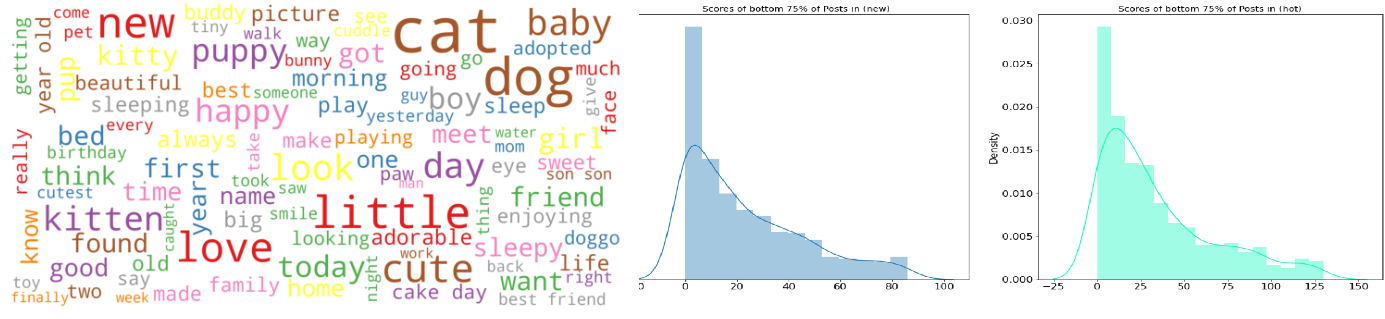 come new buddy picture see cat baby
pet tiny cuddle
getting year old kitty puppy walk way got go adopted
pup bunny going dog much
beautiful morning
sleeping best someone guy boy sleep give face
happy play yesterday
every
really bed always make playing meet water girl
birthday take look one mom
think first day eye sweet
cutest took saw paw man son son
time year name friend
kitten big smile little thing enjoying
know caught
found love looking adorable sleepy doggo
good old today work cute back life
toy say night want right
finally two week made family home cake day best friend
Scores of bottom 75% of Posts in (new)
0 20 40 60 80 100
Scores of bottom 75% of Posts in (hot)
Density
0.030
0.025
0.020
0.015
0.010
0.005
0.000
−25 0 25 50 75 100 125 150